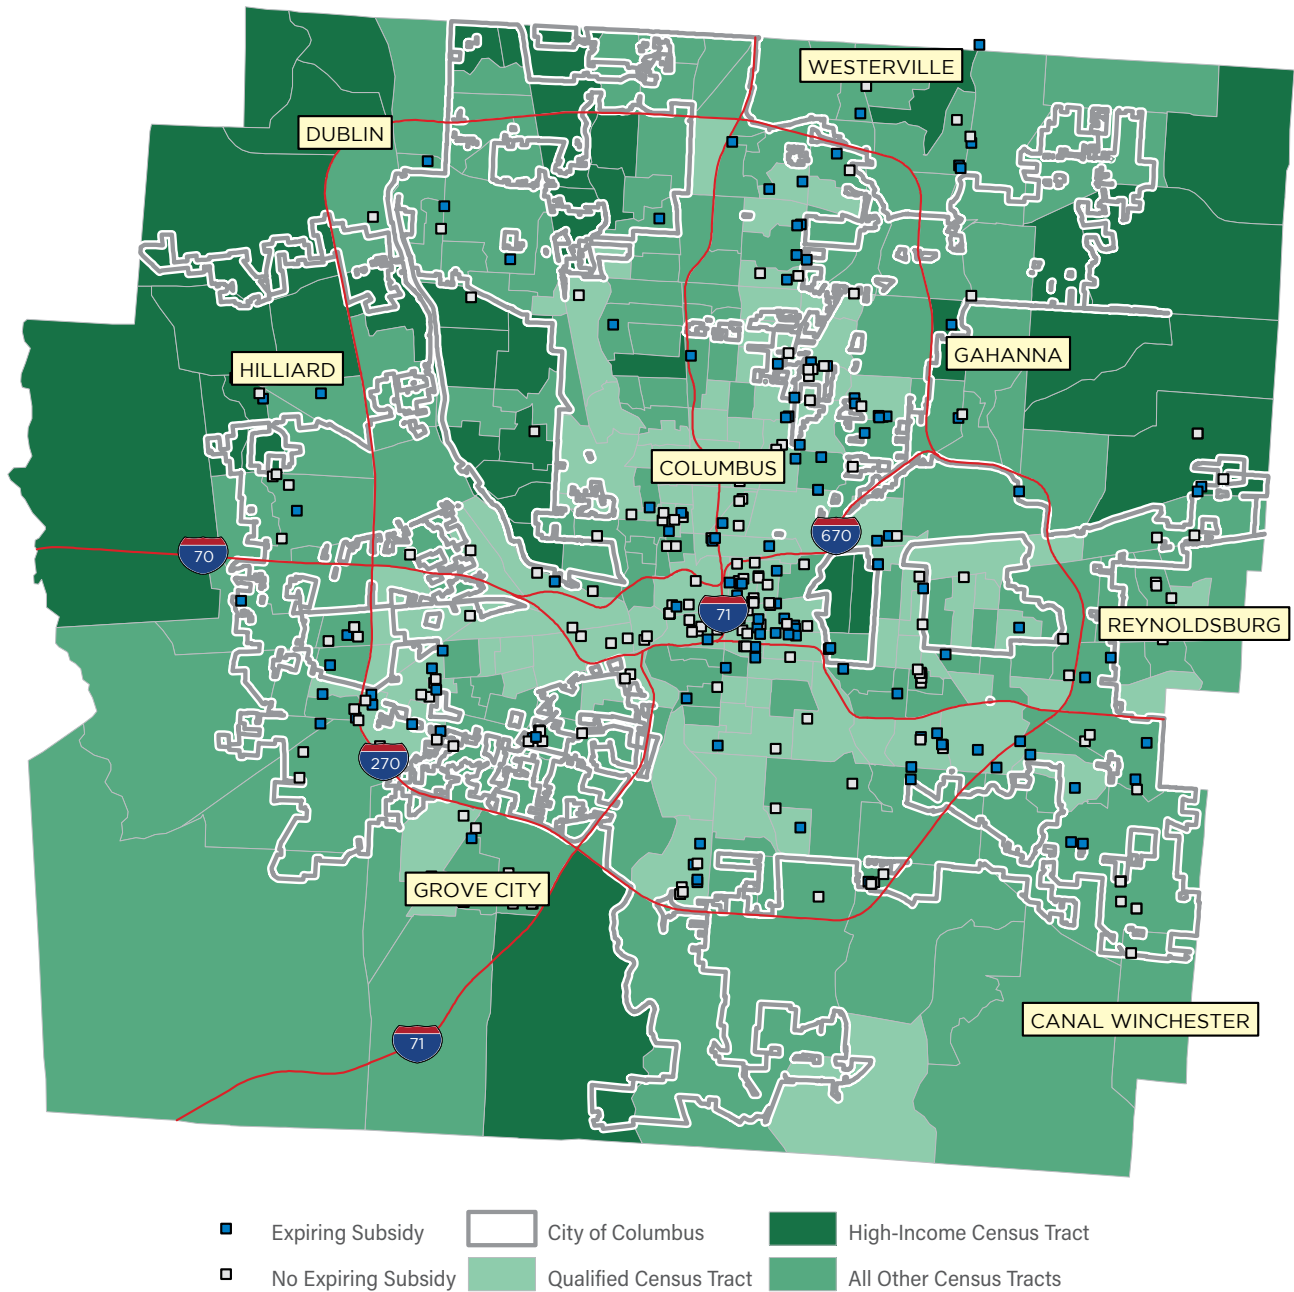 WESTERVILLE
DUBLIN
GAHANNA
HILLIARD
COLUMBUS
670
70
71
REYNOLDSBURG
270
GROVE CITY
CANAL WINCHESTER
71
Expiring Subsidy
City of Columbus
High-Income Census Tract
No Expiring Subsidy
Qualified Census Tract
All Other Census Tracts